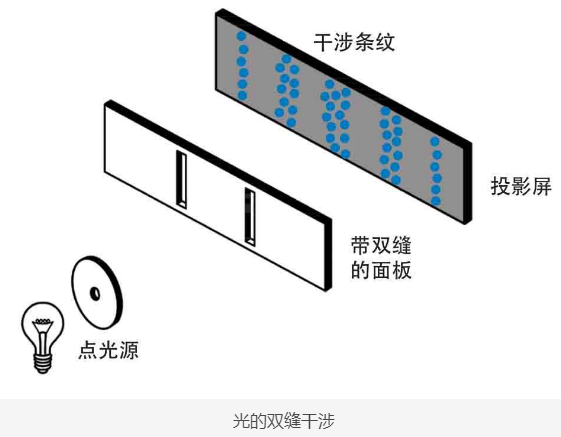 干涉条纹
投影屏
带双缝
的面板
点光源
光的双缝干涉